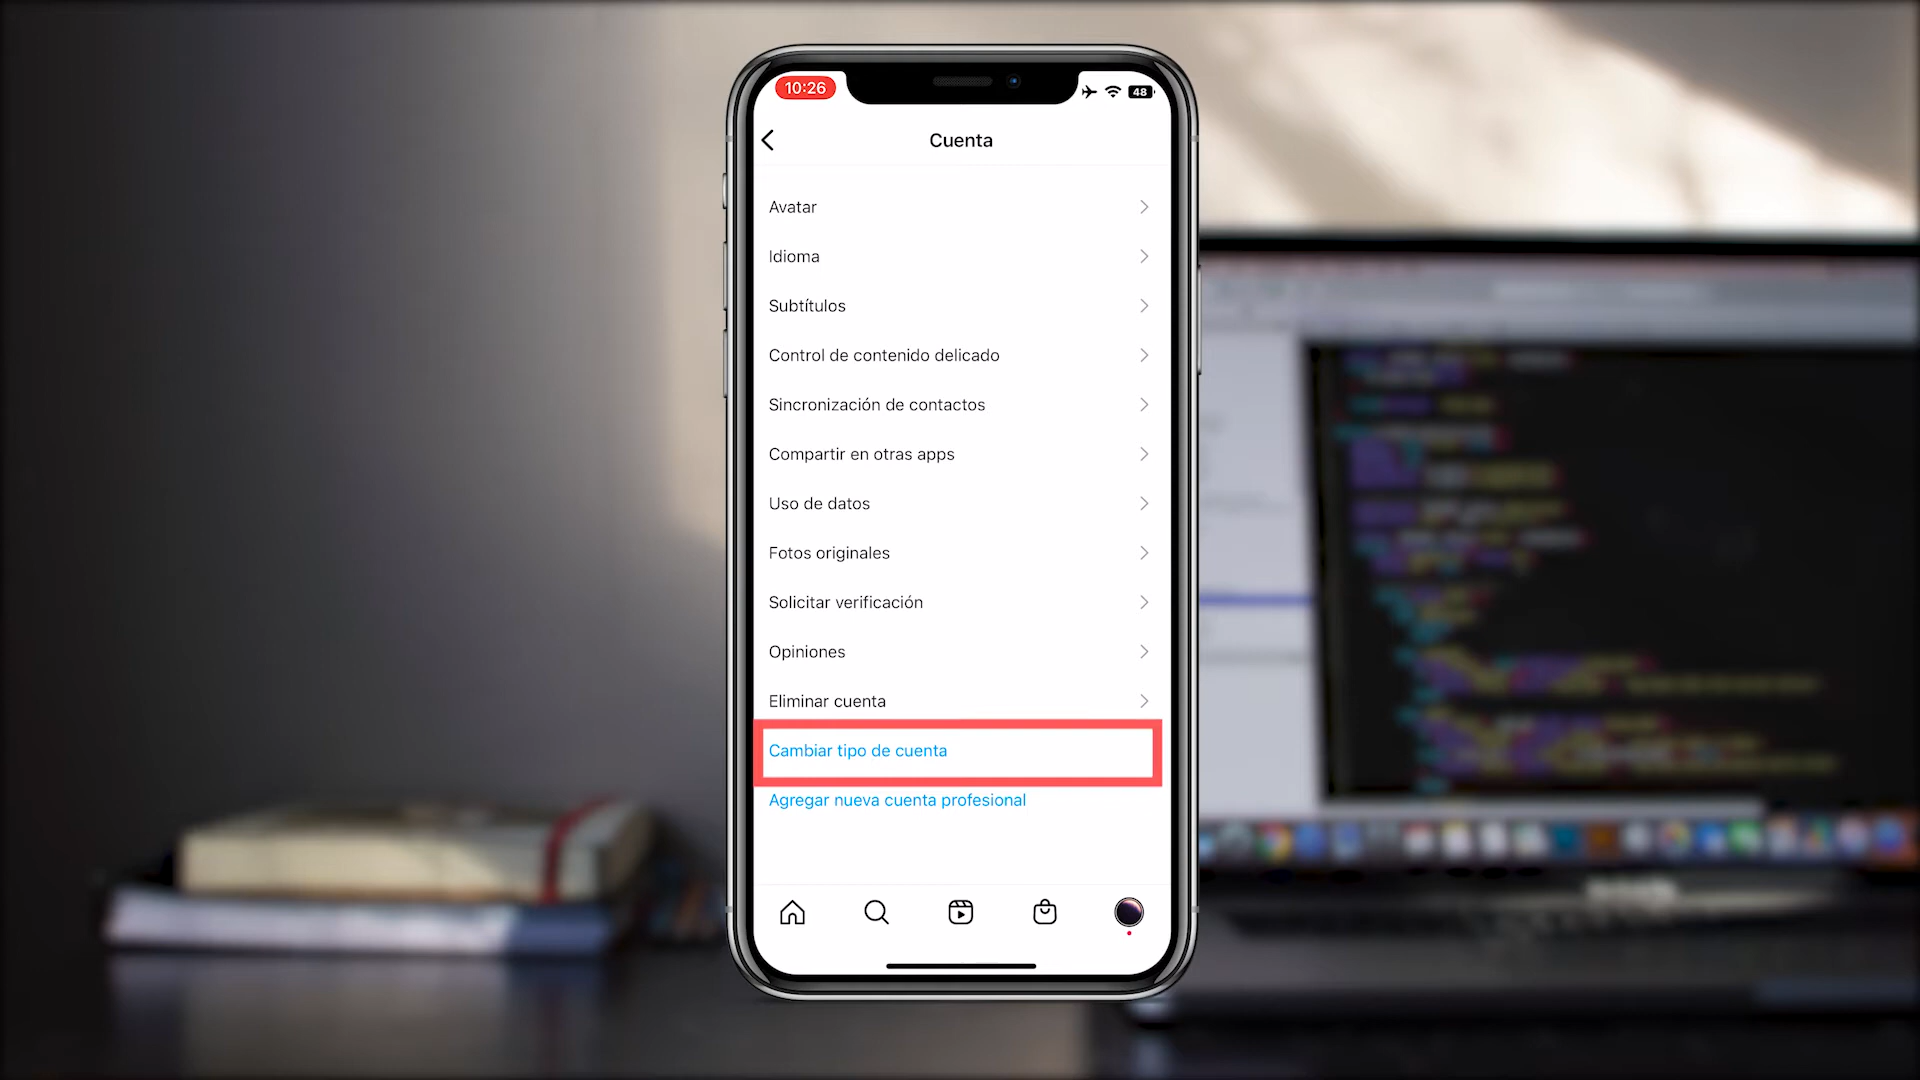 10:26
48
Cuenta
Avatar
Idioma
Subtítulos
Control de contenido delicado
Sincronización de contactos
Compartir en otras apps
Uso de datos
Fotos originales
Solicitar verificación
Opiniones
Eliminar cuenta
Cambiar tipo de cuenta
Agregar nueva cuenta profesional